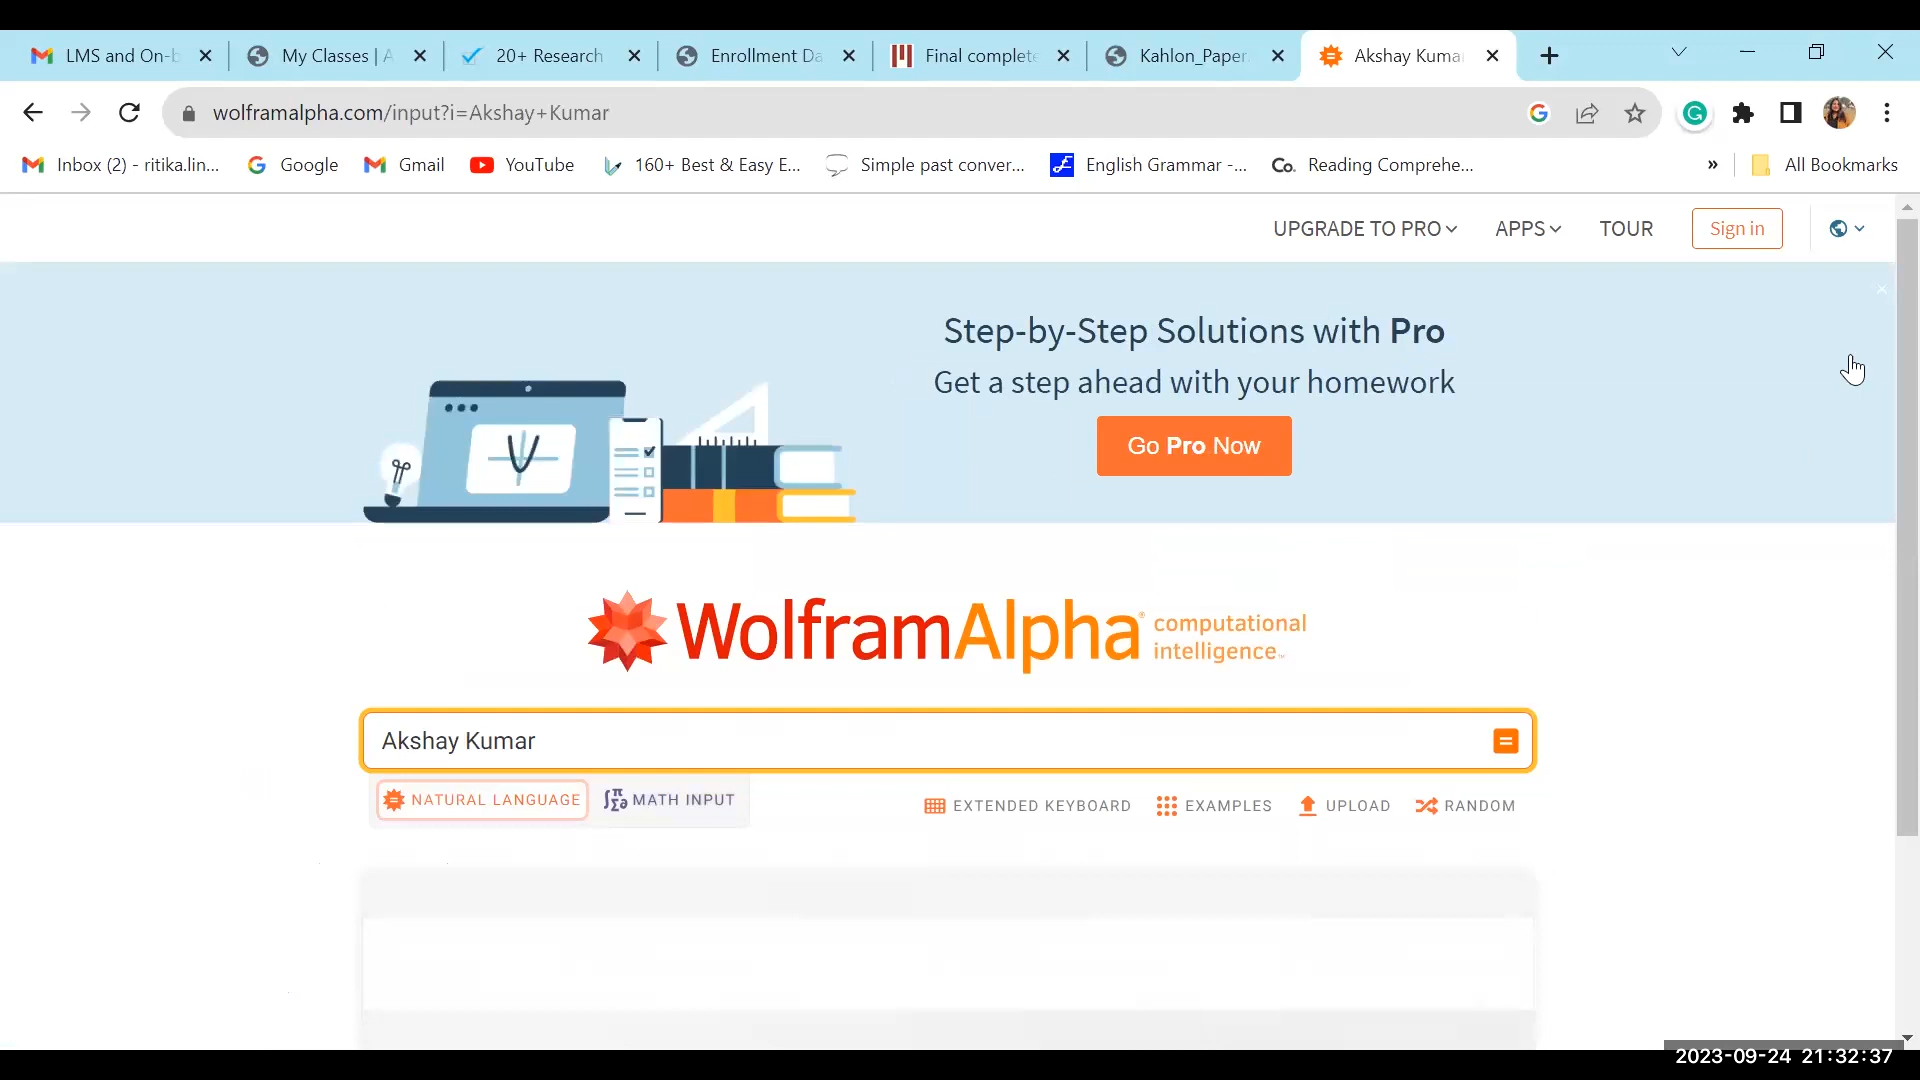 LMS and On-b
My Classes | A
20+ Research
Enrollment Da
Final complete
Kahlon_Paper.
Akshay Kuma
wolframalpha.com/input?i=Akshay+Kumar
Inbox (2) - ritika.lin...
Google
Gmail
YouTube
160+ Best & Easy E...
Simple past conver...
English Grammar -...
Co. Reading Comprehe...
»
All Bookmarks
UPGRADE TO PRO
APPS
TOUR
Sign in
Step-by-Step Solutions with Pro
Get a step ahead with your homework
Go Pro Now
WolframAlpha® computational
intelligence™
Akshay Kumar
NATURAL LANGUAGE
MATH INPUT
EXTENDED KEYBOARD
EXAMPLES
UPLOAD
RANDOM
2023-09-24 21:32:37